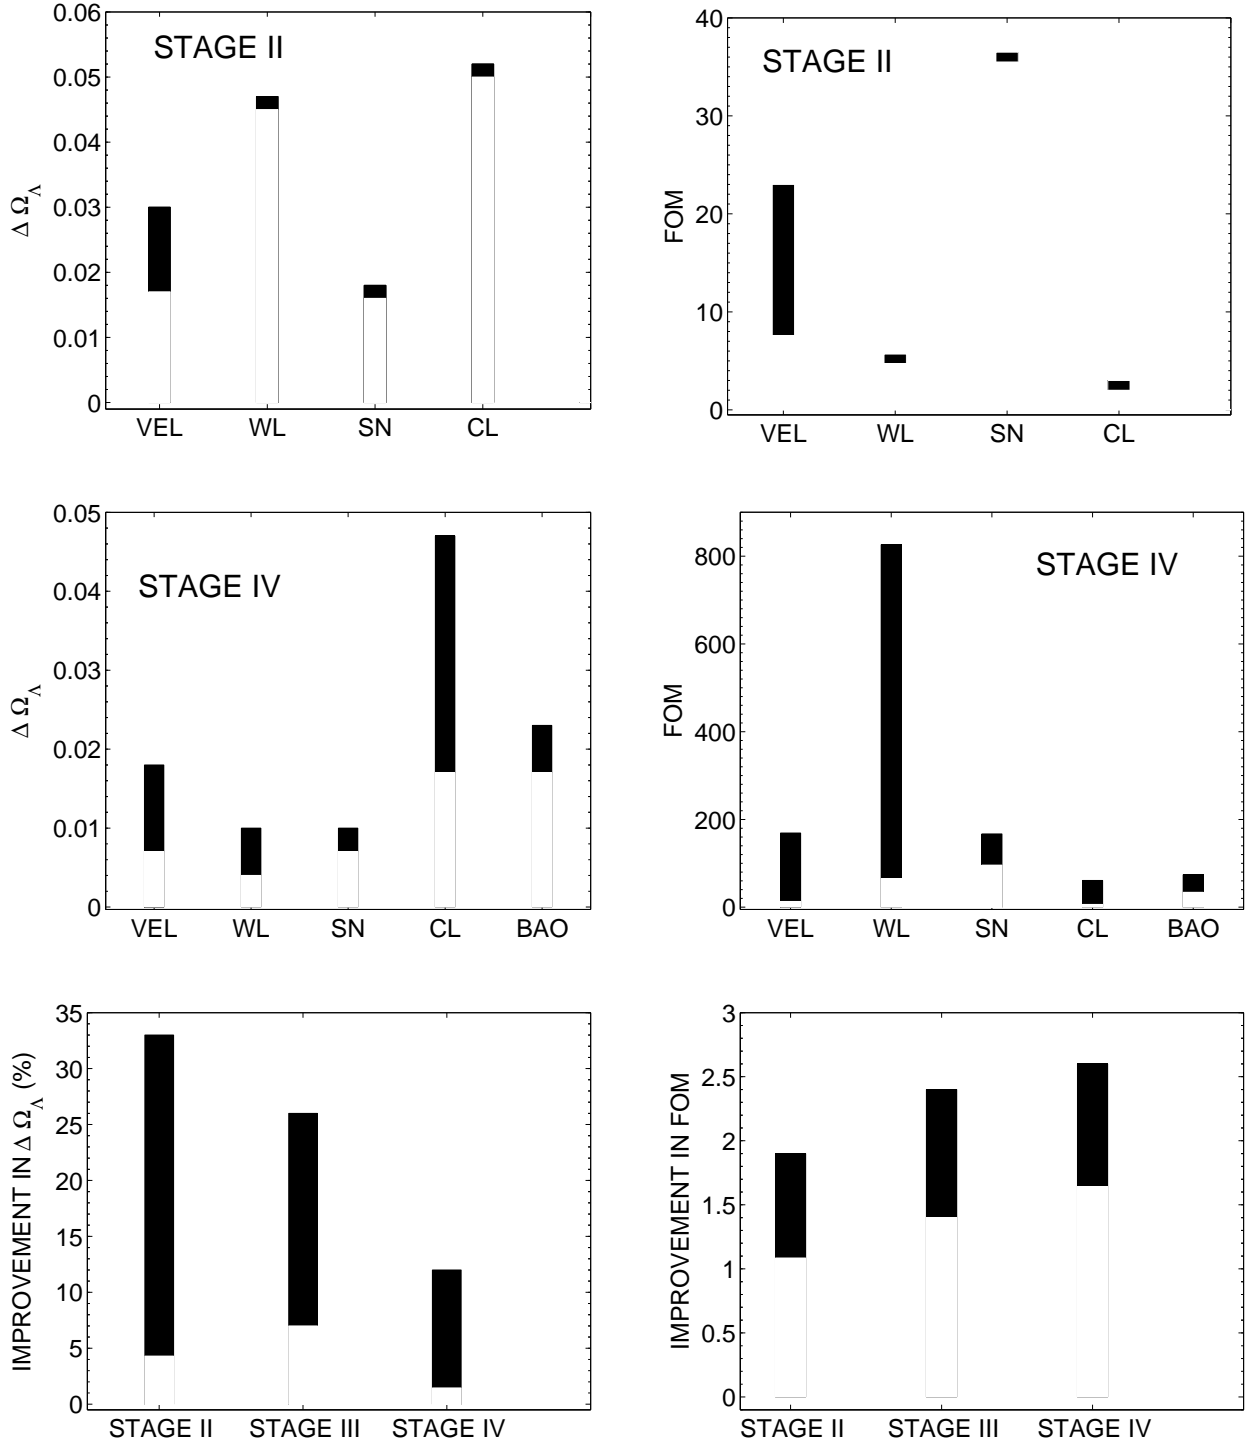 STAGE II
0.06
0.05
0.04
0.03
0.02
0.01
0
Δ Ω_Λ
VEL WL SN CL
STAGE II
40
30
20
10
0
FOM
VEL WL SN CL
STAGE IV
0.05
0.04
0.03
0.02
0.01
0
Δ Ω_Λ
VEL WL SN CL BAO
STAGE IV
800
600
400
200
0
FOM
VEL WL SN CL BAO
35
30
25
20
15
10
5
0
IMPROVEMENT IN Δ Ω_Λ (%)
STAGE II STAGE III STAGE IV
3
2.5
2
1.5
1
0.5
0
IMPROVEMENT IN FOM
STAGE II STAGE III STAGE IV